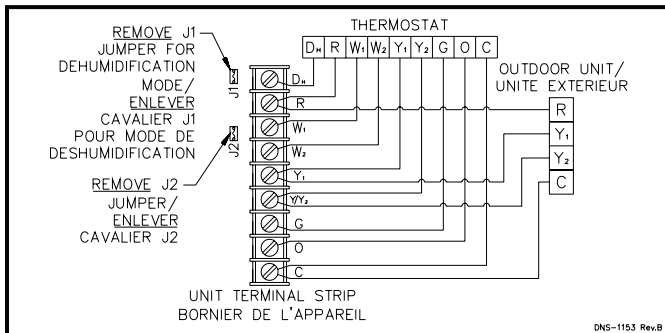 REMOVE J1
JUMPER FOR
DEHUMIDIFICATION
MODE/
ENLEVER
CAVALIER J1
POUR MODE DE
DESHUMIDIFICATION
REMOVE J2
JUMPER/
ENLEVER
CAVALIER J2
J1
J2
THERMOSTAT
DH R W1 W2 Y1 Y2 G O C
DH
R
W1
W2
Y1
Y/Y2
G
O
C
UNIT TERMINAL STRIP
BORNIER DE L'APPAREIL
OUTDOOR UNIT/
UNITE EXTERIEUR
R
Y1
Y2
C
DNS-1153 Rev.B